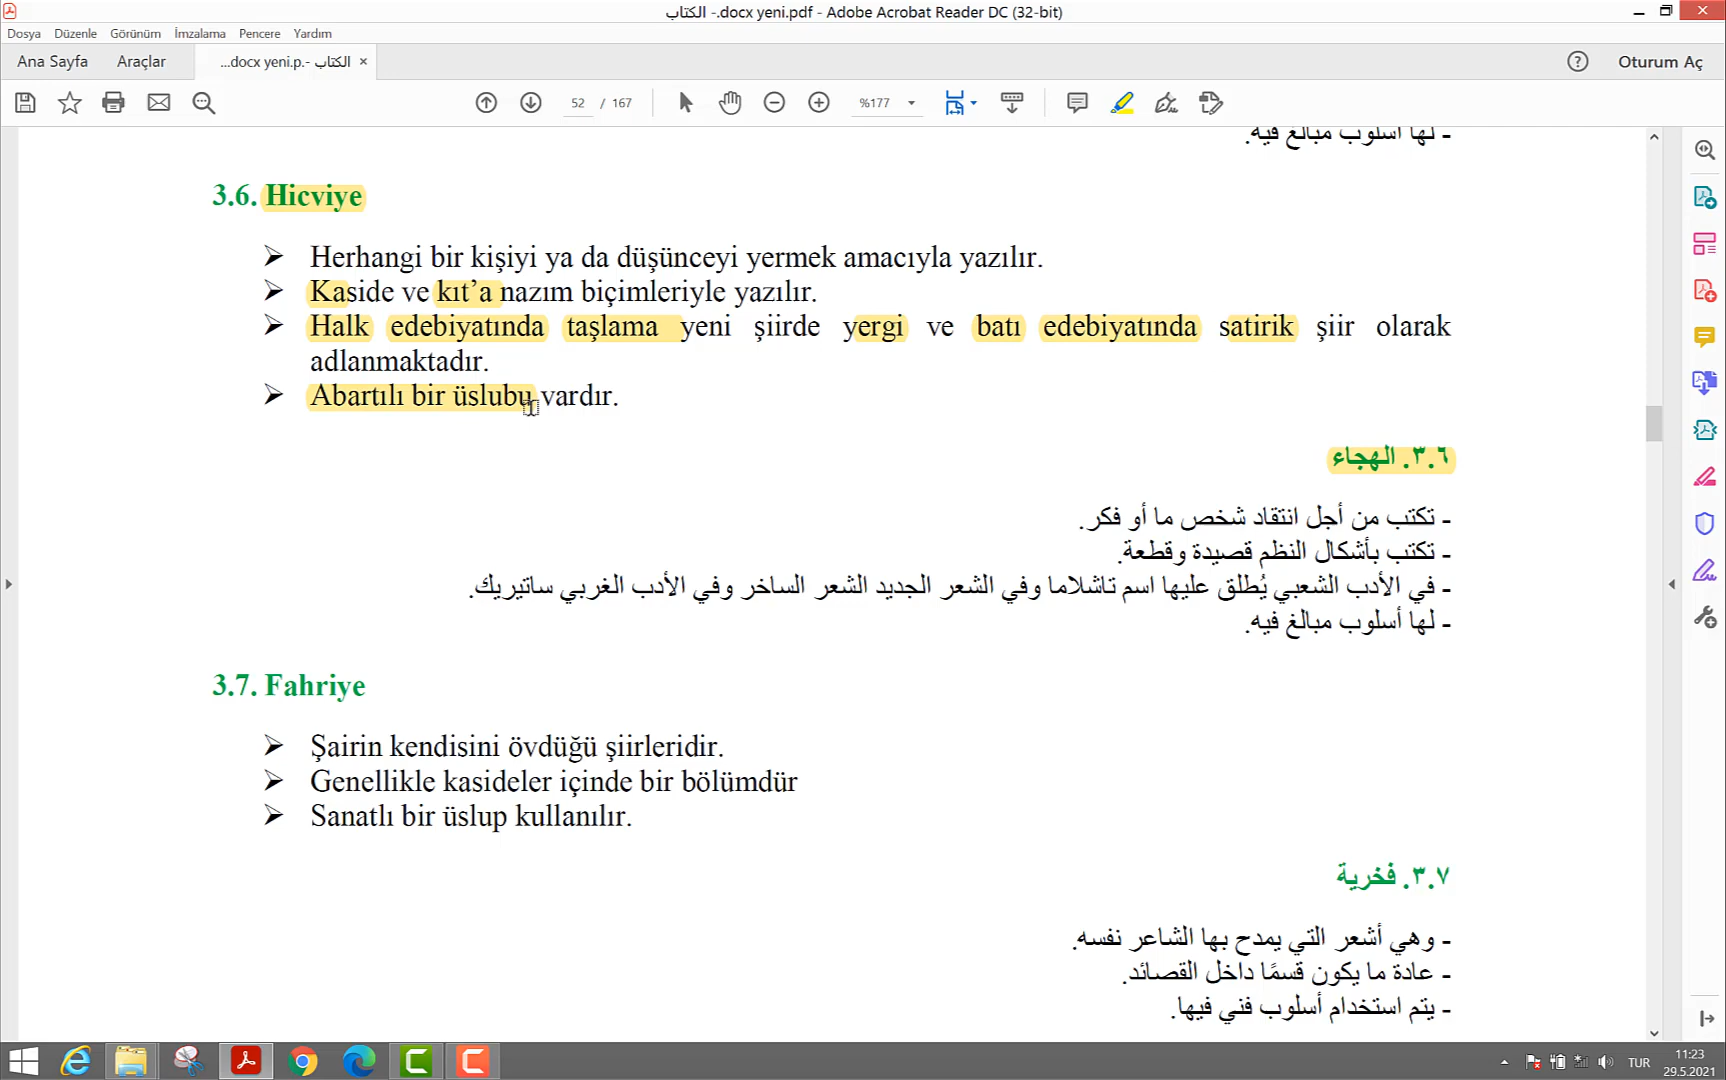 الكتاب -.docx yeni.pdf - Adobe Acrobat Reader DC (32-bit)
Dosya Düzenle Görünüm İmzalama Pencere Yardım
Ana Sayfa Araçlar الكتاب -.docx yeni.p... × Oturum Aç
52 / 167 %177
- لها أسلوب مبالغ فيه.
3.6. Hicviye
➢ Herhangi bir kişiyi ya da düşünceyi yermek amacıyla yazılır.
➢ Kaside ve kıt’a nazım biçimleriyle yazılır.
➢ Halk edebiyatında taşlama yeni şiirde yergi ve batı edebiyatında satirik şiir olarak
adlanmaktadır.
➢ Abartılı bir üslubu vardır.
٣.٦. الهجاء
- تكتب من أجل انتقاد شخص ما أو فكر.
- تكتب بأشكال النظم قصيدة وقطعة.
- في الأدب الشعبي يُطلق عليها اسم تاشلاما وفي الشعر الجديد الشعر الساخر وفي الأدب الغربي ساتيريك.
- لها أسلوب مبالغ فيه.
3.7. Fahriye
➢ Şairin kendisini övdüğü şiirleridir.
➢ Genellikle kasideler içinde bir bölümdür
➢ Sanatlı bir üslup kullanılır.
٣.٧. فخرية
- وهي أشعر التي يمدح بها الشاعر نفسه.
- عادة ما يكون قسمًا داخل القصائد.
- يتم استخدام أسلوب فني فيها.
TUR 11:23
29.5.2021